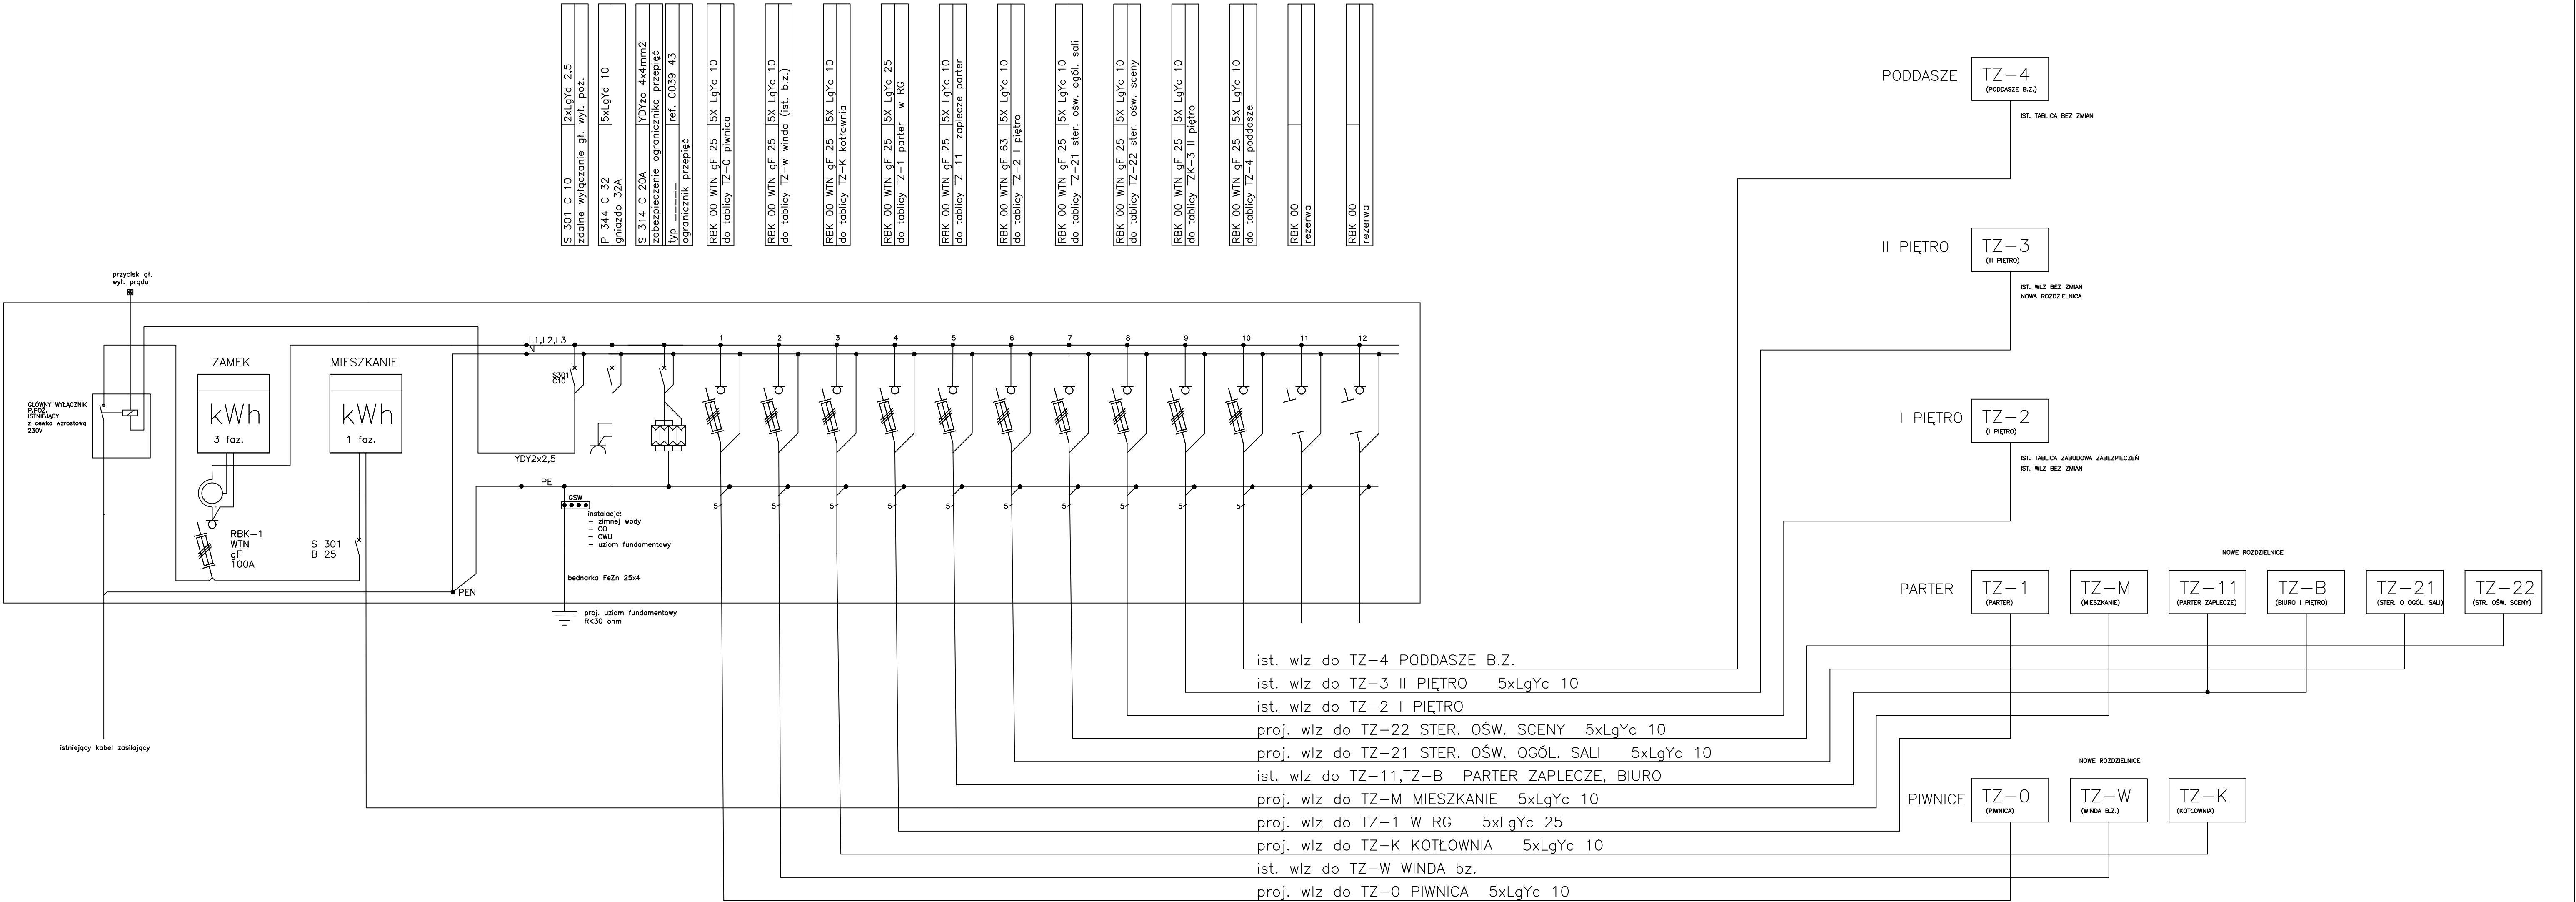 S 301 C 10 2xLgYd 2,5
zdalne wyłączanie gł. wył. poż.
P 344 C 32 5xLgYd 10
gniazdo 32A
S 314 C 20A YDYżo 4x4mm2
zabezpieczenie ogranicznika przepięć
typ ------ ref. 0039 43
ogranicznik przepięć
RBK 00 WTN gF 25 5X LgYc 10
do tablicy TZ-0 piwnica
RBK 00 WTN gF 25 5X LgYc 10
do tablicy TZ-w winda (ist. b.z.)
RBK 00 WTN gF 25 5X LgYc 10
do tablicy TZ-K kotłownia
RBK 00 WTN gF 25 5X LgYc 25
do tablicy TZ-1 parter w RG
RBK 00 WTN gF 25 5X LgYc 10
do tablicy TZ-11 zaplecze parter
RBK 00 WTN gF 63 5X LgYc 10
do tablicy TZ-2 I piętro
RBK 00 WTN gF 25 5X LgYc 10
do tablicy TZ-21 ster. ośw. ogól. sali
RBK 00 WTN gF 25 5X LgYc 10
do tablicy TZ-22 ster. ośw. sceny
RBK 00 WTN gF 25 5X LgYc 10
do tablicy TZK-3 II piętro
RBK 00 WTN gF 25 5X LgYc 10
do tablicy TZ-4 poddasze
RBK 00
rezerwa
RBK 00
rezerwa
przycisk gł.
wył. prądu
GŁÓWNY WYŁĄCZNIK
P.POŻ.
ISTNIEJĄCY
z cewka wzrostową
230V
ZAMEK
kWh
3 faz.
MIESZKANIE
kWh
1 faz.
RBK-1
WTN
gF
100A
S 301
B 25
L1,L2,L3
N
S301
C10
YDY2x2,5
PE
PEN
GSW
instalacje:
- zimnej wody
- CO
- CWU
- uziom fundamentowy
bednarka FeZn 25x4
proj. uziom fundamentowy
R<30 ohm
istniejący kabel zasilający
1 2 3 4 5 6 7 8 9 10 11 12
5 5 5 5 5 5 5 5 5 5
ist. wlz do TZ-4 PODDASZE B.Z.
ist. wlz do TZ-3 II PIĘTRO 5xLgYc 10
ist. wlz do TZ-2 I PIĘTRO
proj. wlz do TZ-22 STER. OŚW. SCENY 5xLgYc 10
proj. wlz do TZ-21 STER. OŚW. OGÓL. SALI 5xLgYc 10
ist. wlz do TZ-11,TZ-B PARTER ZAPLECZE, BIURO
proj. wlz do TZ-M MIESZKANIE 5xLgYc 10
proj. wlz do TZ-1 W RG 5xLgYc 25
proj. wlz do TZ-K KOTŁOWNIA 5xLgYc 10
ist. wlz do TZ-W WINDA bz.
proj. wlz do TZ-0 PIWNICA 5xLgYc 10
PODDASZE
TZ-4
(PODDASZE B.Z.)
IST. TABLICA BEZ ZMIAN
II PIĘTRO
TZ-3
(III PIĘTRO)
IST. WLZ BEZ ZMIAN
NOWA ROZDZIELNICA
I PIĘTRO
TZ-2
(I PIĘTRO)
IST. TABLICA ZABUDOWA ZABEZPIECZEŃ
IST. WLZ BEZ ZMIAN
NOWE ROZDZIELNICE
PARTER
TZ-1
(PARTER)
TZ-M
(MIESZKANIE)
TZ-11
(PARTER ZAPLECZE)
TZ-B
(BIURO I PIĘTRO)
TZ-21
(STER. O OGÓL. SALI)
TZ-22
(STR. OŚW. SCENY)
NOWE ROZDZIELNICE
PIWNICE
TZ-0
(PIWNICA)
TZ-W
(WINDA B.Z.)
TZ-K
(KOTŁOWNIA)